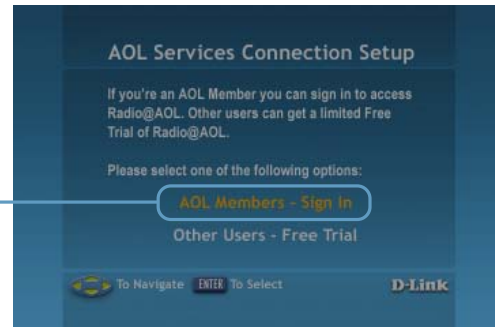 AOL Services Connection Setup
If you're an AOL Member you can sign in to access
Radio@AOL. Other users can get a limited Free
Trial of Radio@AOL.
Please select one of the following options:
AOL Members - Sign In
Other Users - Free Trial
To Navigate ENTER To Select D-Link